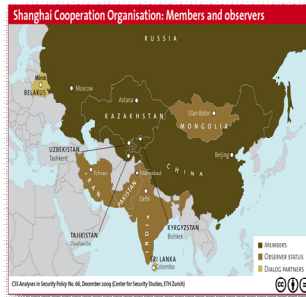 Shanghai Cooperation Organisation: Members and observers
RUSSIA
Minsk
BELARUS
Moscow
Astana
KAZAKHSTAN
Ulan Bator
MONGOLIA
UZBEKISTAN
Tashkent
Beijing
CHINA
Tehran
IRAN
Islamabad
PAKISTAN
Delhi
INDIA
TAJIKISTAN
Dushanbe
KYRGYZSTAN
Bishkek
SRI LANKA
Colombo
MEMBERS
OBSERVER STATUS
DIALOG PARTNERS
CSS Analyses in Security Policy No. 66, December 2009 (Center for Security Studies, ETH Zurich)